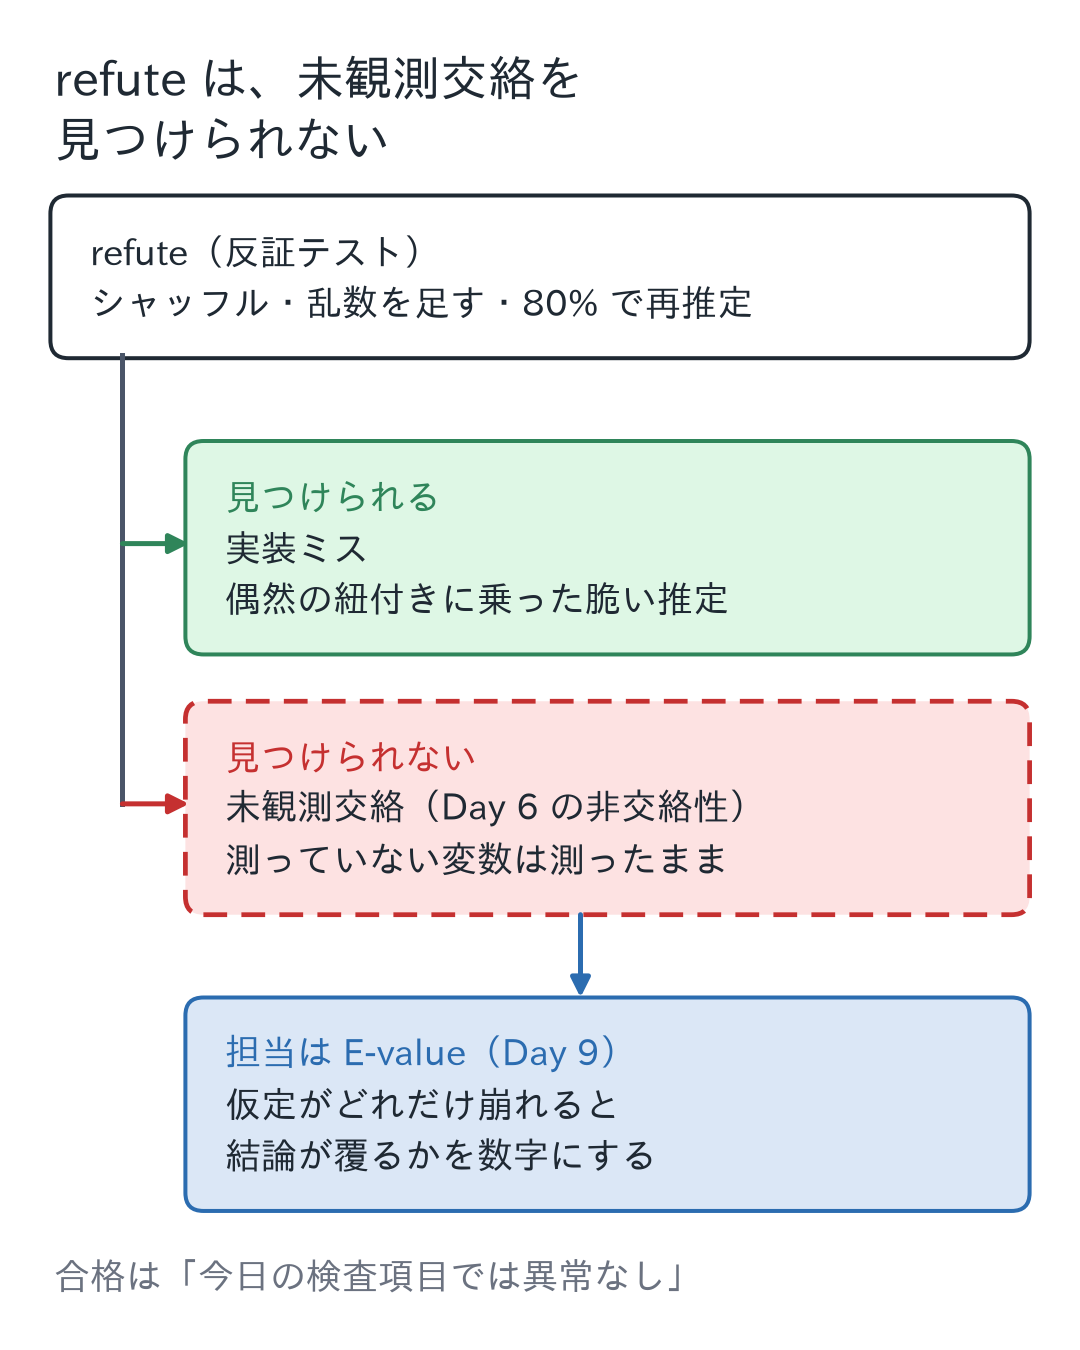 refute は、未観測交絡を
見つけられない
refute（反証テスト）
シャッフル・乱数を足す・80% で再推定
見つけられる
実装ミス
偶然の紐付きに乗った脆い推定
見つけられない
未観測交絡（Day 6 の非交絡性）
測っていない変数は測ったまま
担当は E-value（Day 9）
仮定がどれだけ崩れると
結論が覆るかを数字にする
合格は「今日の検査項目では異常なし」